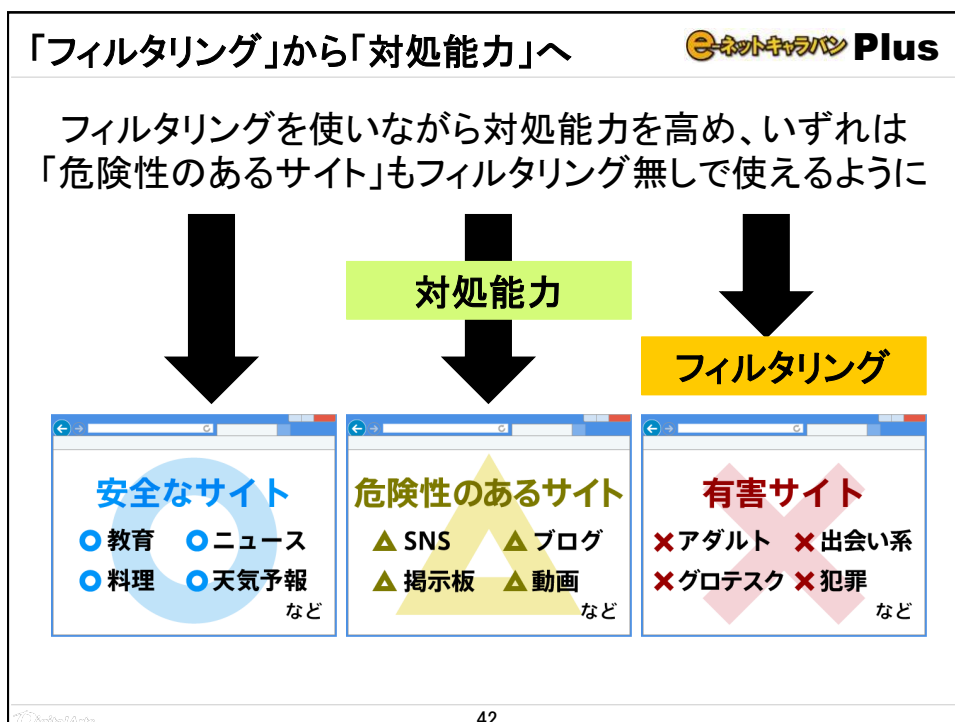 「フィルタリング」から「対処能力」へ
e-ネットキャラバン Plus
フィルタリングを使いながら対処能力を高め、いずれは
「危険性のあるサイト」もフィルタリング無しで使えるように
対処能力
フィルタリング
安全なサイト
教育 ニュース
料理 天気予報
など
危険性のあるサイト
SNS ブログ
掲示板 動画
など
有害サイト
アダルト 出会い系
グロテスク 犯罪
など
42